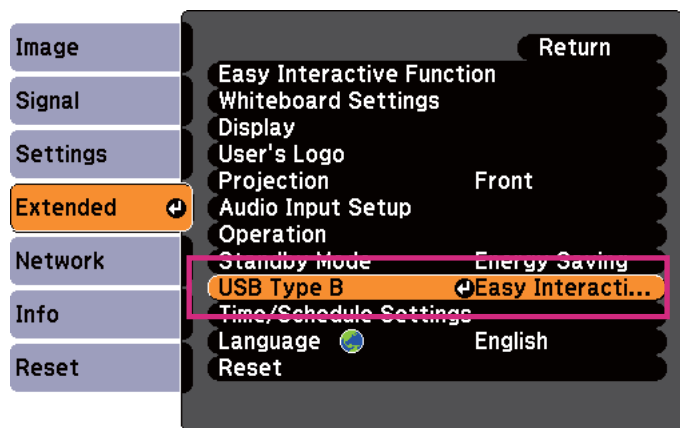 Image
Signal
Settings
Extended
Network
Info
Reset
Return
Easy Interactive Function
Whiteboard Settings
Display
User's Logo
Projection Front
Audio Input Setup
Operation
Standby Mode Energy Saving
USB Type B Easy Interacti...
Time/Schedule Settings
Language English
Reset